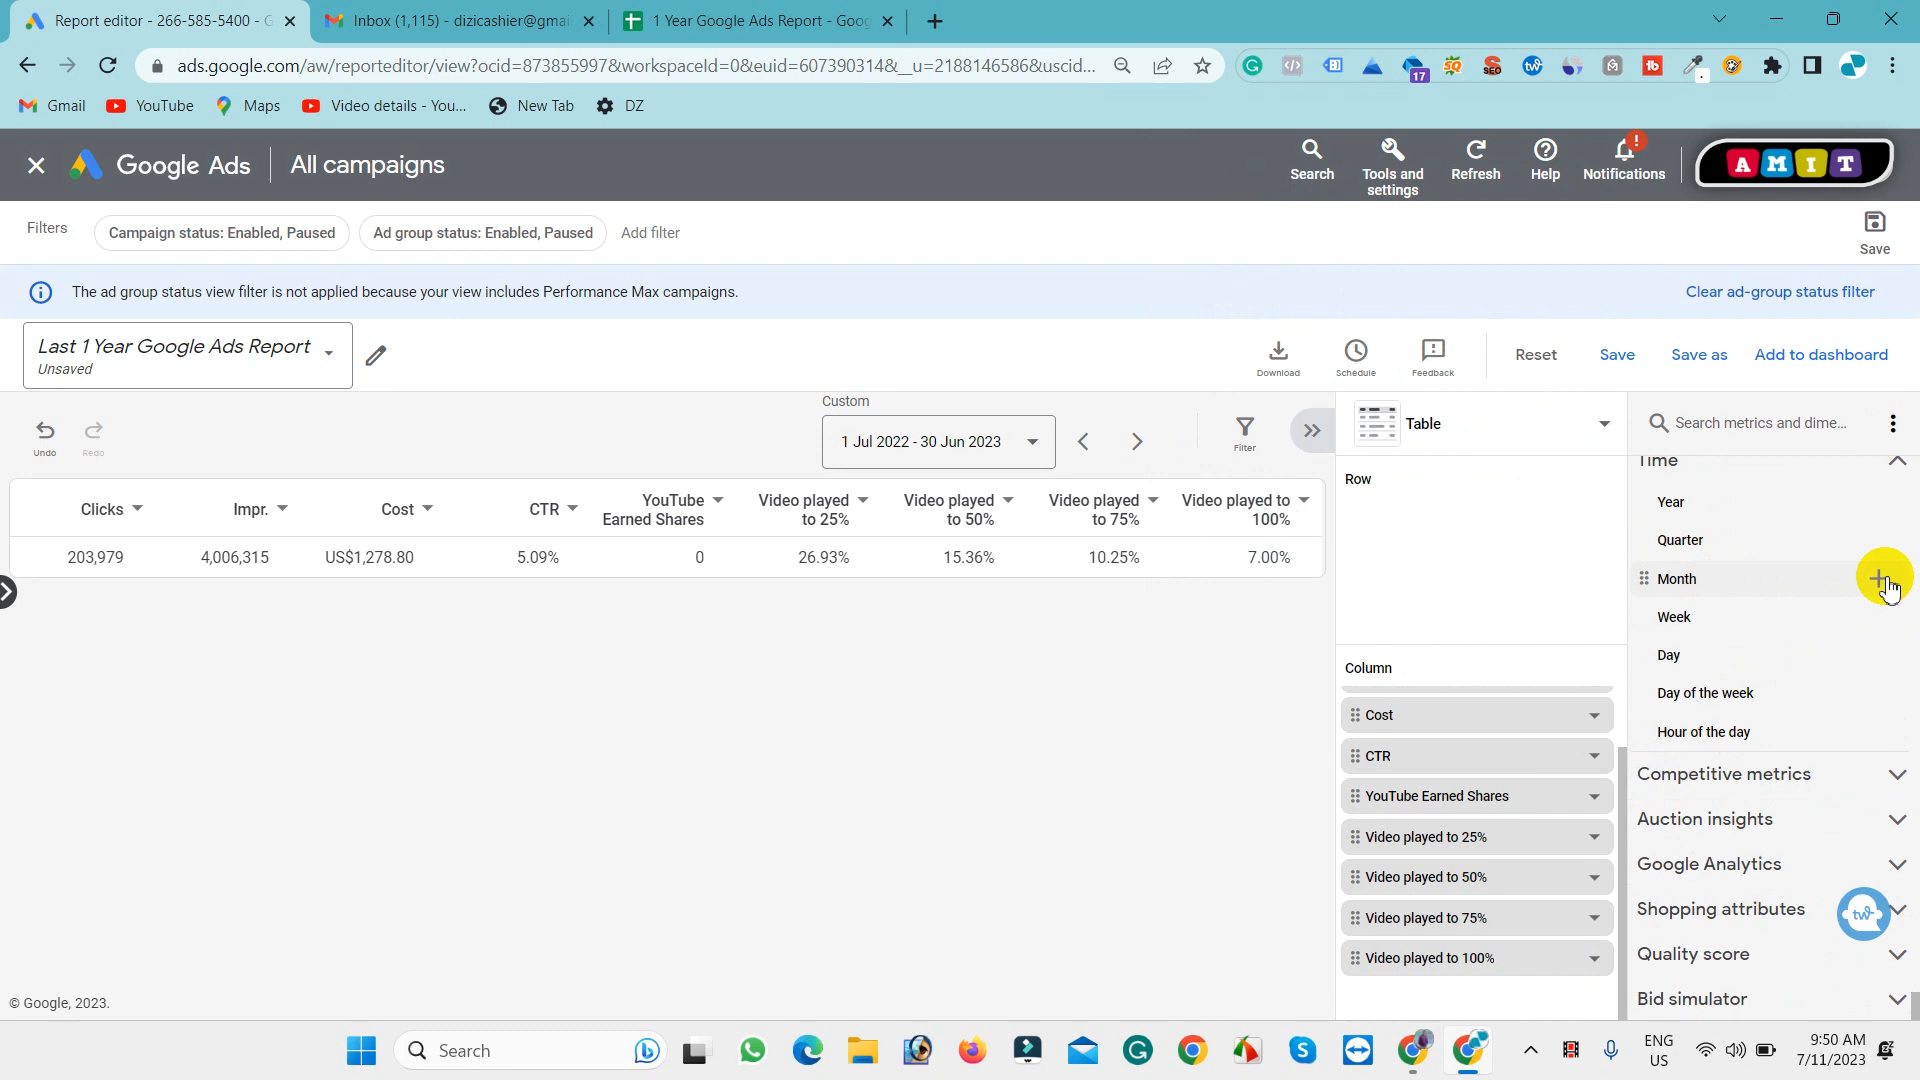 Report editor - 266-585-5400 - G
Inbox (1,115) - dizicashier@gmai
1 Year Google Ads Report - Goog
ads.google.com/aw/reporteditor/view?ocid=873855997&workspaceId=0&euid=607390314&__u=2188146586&uscid...
17
Gmail
YouTube
Maps
Video details - You...
New Tab
DZ
Google Ads
All campaigns
Search
Tools and
settings
Refresh
Help
Notifications
AMIT
Filters
Campaign status: Enabled, Paused
Ad group status: Enabled, Paused
Add filter
Save
The ad group status view filter is not applied because your view includes Performance Max campaigns.
Clear ad-group status filter
Last 1 Year Google Ads Report
Unsaved
Download
Schedule
Feedback
Reset
Save
Save as
Add to dashboard
Undo
Redo
Custom
1 Jul 2022 - 30 Jun 2023
Filter
Table
Search metrics and dime...
Clicks
Impr.
Cost
CTR
YouTube
Earned Shares
Video played
to 25%
Video played
to 50%
Video played
to 75%
Video played to
100%
203,979
4,006,315
US$1,278.80
5.09%
0
26.93%
15.36%
10.25%
7.00%
Row
Column
Cost
CTR
YouTube Earned Shares
Video played to 25%
Video played to 50%
Video played to 75%
Video played to 100%
Time
Year
Quarter
Month
Week
Day
Day of the week
Hour of the day
Competitive metrics
Auction insights
Google Analytics
Shopping attributes
Quality score
Bid simulator
© Google, 2023.
Search
ENG
US
9:50 AM
7/11/2023